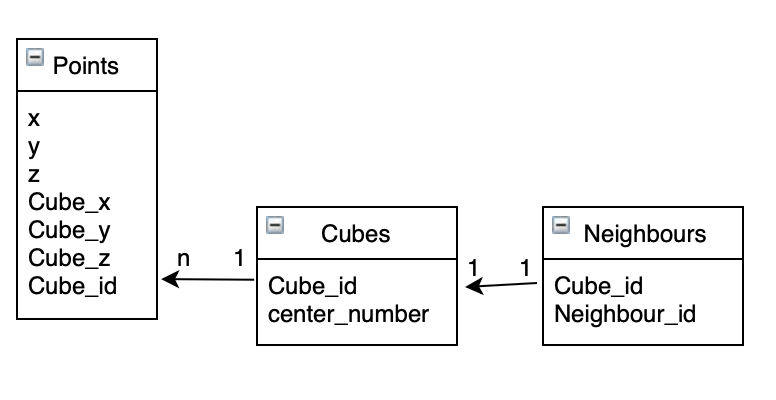 Points
x
y
z
Cube_x
Cube_y
Cube_z
Cube_id
n 1
Cubes
Cube_id
center_number
1 1
Neighbours
Cube_id
Neighbour_id